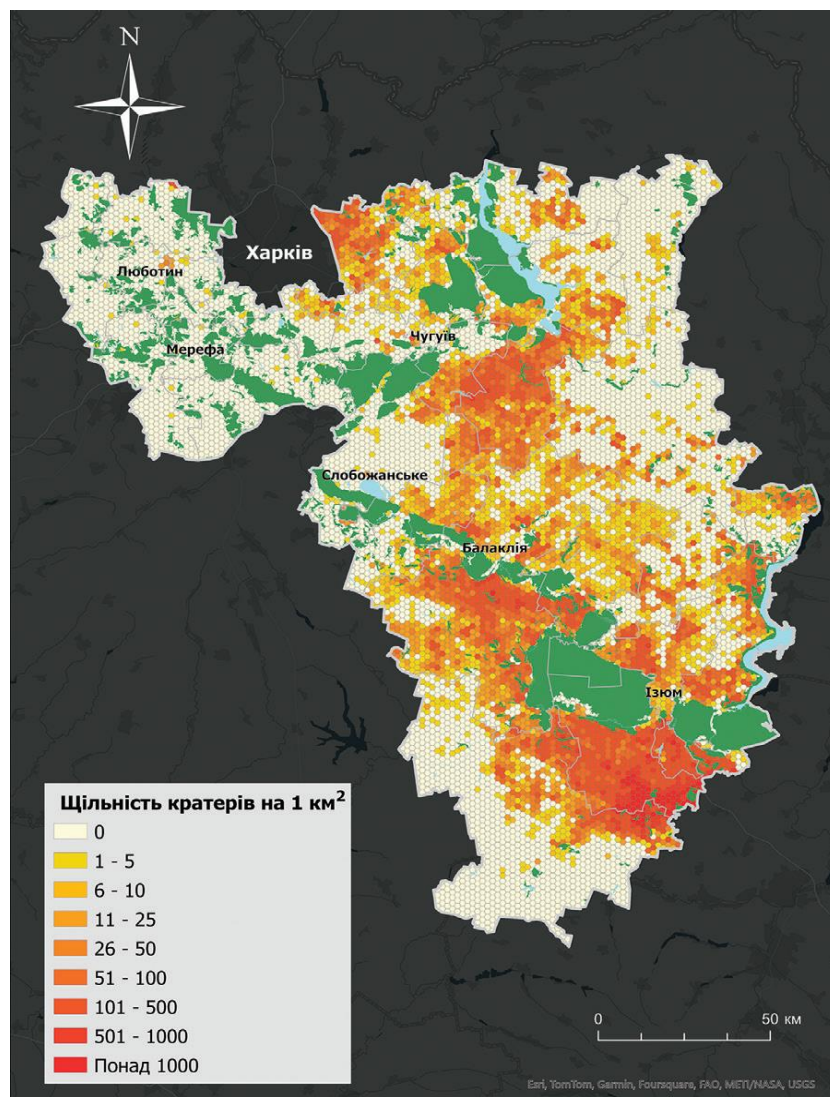 N
Харків
Люботин
Мерефа
Чугуїв
Слобожанське
Балаклія
Ізюм
Щільність кратерів на 1 км²
0
1 - 5
6 - 10
11 - 25
26 - 50
51 - 100
101 - 500
501 - 1000
Понад 1000
0 50 км
Esri, TomTom, Garmin, Foursquare, FAO, METI/NASA, USGS